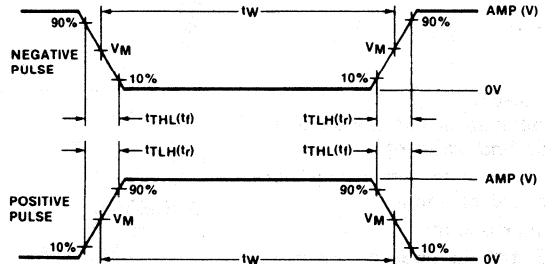 tW
AMP (V)
90%
90%
NEGATIVE
PULSE
VM
VM
10%
10%
0V
tTHL(tf)
tTLH(tr)
tTLH(tr)
tTHL(tf)
AMP (V)
90%
90%
POSITIVE
PULSE
VM
VM
10%
10%
tW
0V